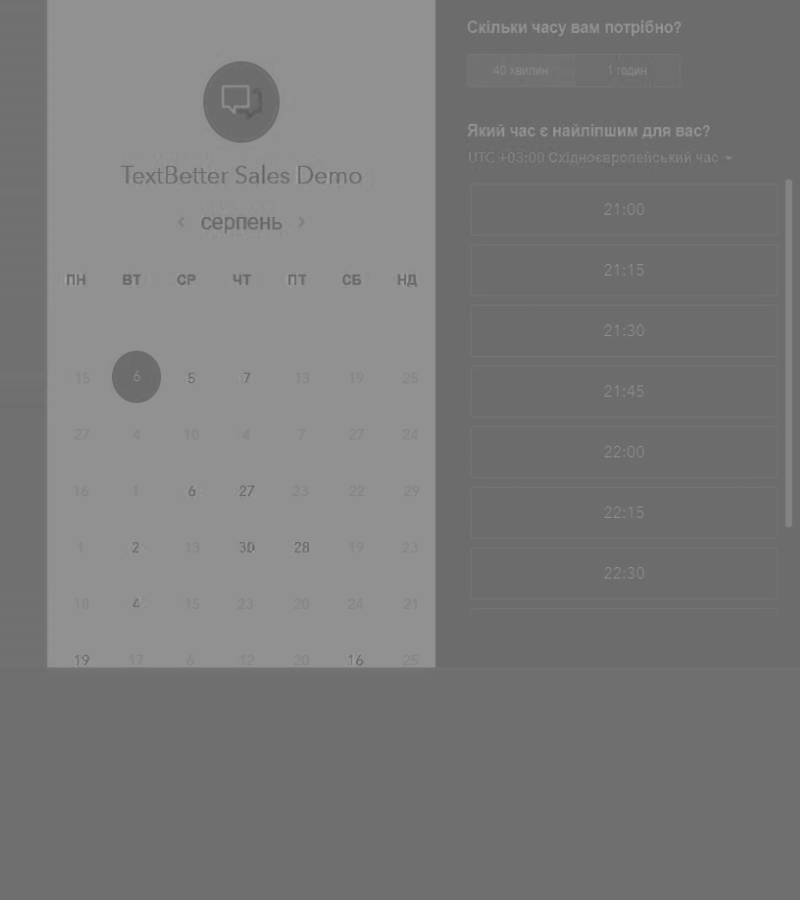 TextBetter Sales Demo
серпень
ПН ВТ СР ЧТ ПТ СБ НД
15 6 5 7 13 19 25
27 4 10 4 7 27 24
16 1 6 27 23 22 29
1 2 13 30 28 19 23
18 4 15 23 20 24 21
19 17 6 12 20 16 25
Скільки часу вам потрібно?
40 хвилин 1 годин
Який час є найліпшим для вас?
UTC +03:00 Східноєвропейський час
21:00
21:15
21:30
21:45
22:00
22:15
22:30